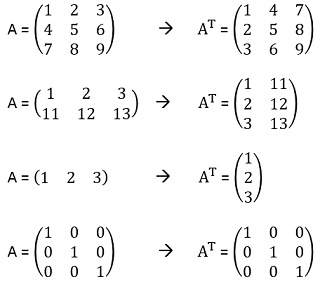 A = (1 2 3 → Aᵀ = (1 4 7
4 5 6 2 5 8
7 8 9) 3 6 9)
A = (1 2 3 → Aᵀ = (1 11
11 12 13) 2 12
3 13)
A = (1 2 3) → Aᵀ = (1
2
3)
A = (1 0 0 → Aᵀ = (1 0 0
0 1 0 0 1 0
0 0 1) 0 0 1)